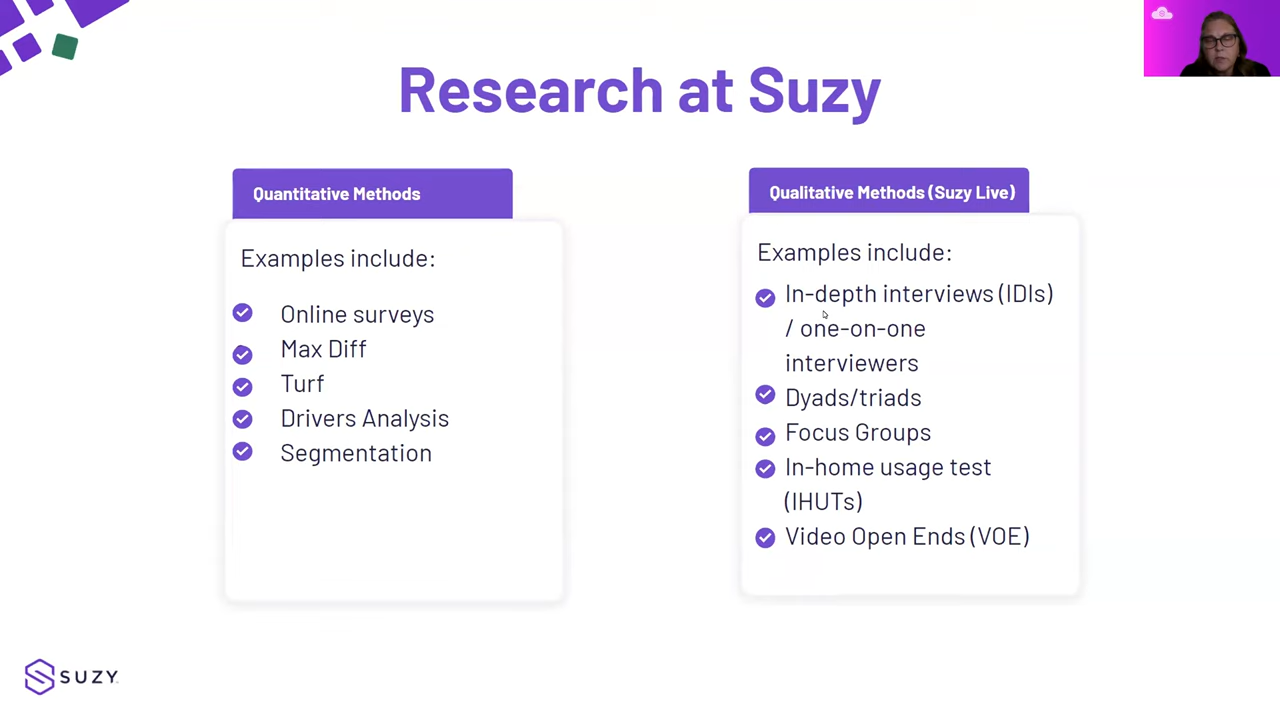 Research at Suzy
Quantitative Methods
Examples include:
Online surveys
Max Diff
Turf
Drivers Analysis
Segmentation
Qualitative Methods (Suzy Live)
Examples include:
In-depth interviews (IDIs)
/ one-on-one
interviewers
Dyads/triads
Focus Groups
In-home usage test
(IHUTs)
Video Open Ends (VOE)
SUZY